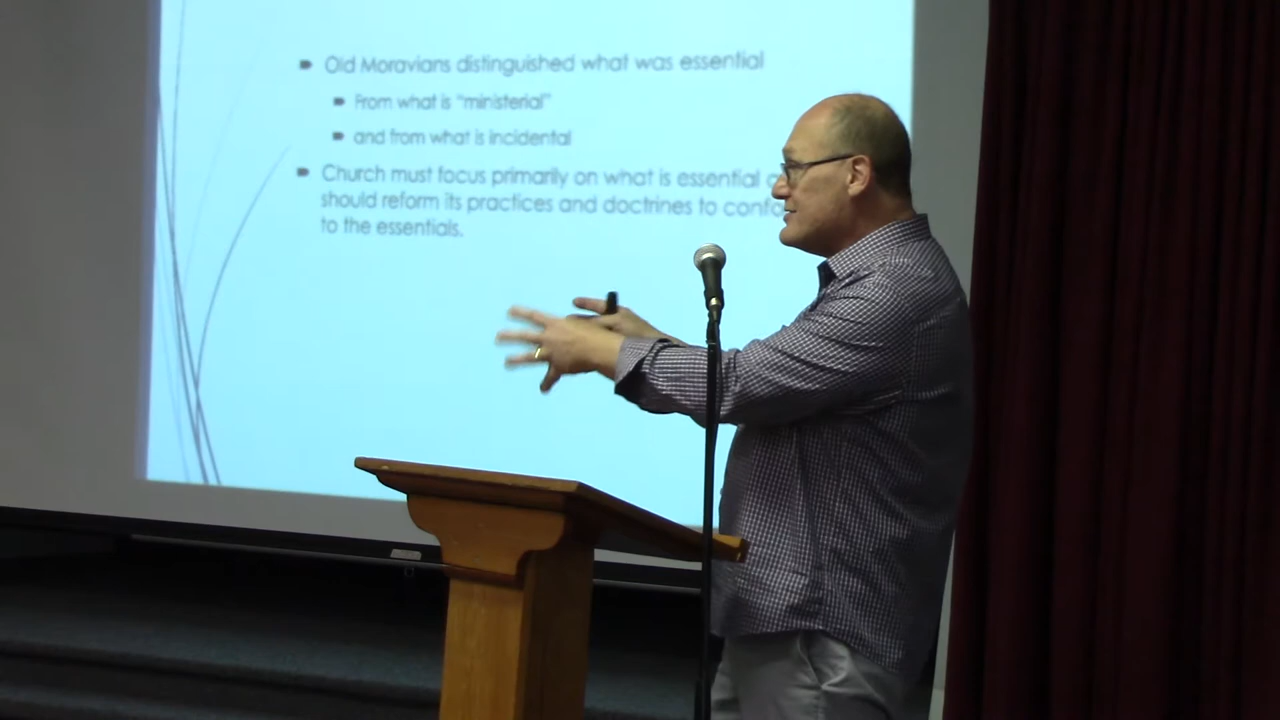 Old Moravians distinguished what was essential
From what is "ministerial"
and from what is incidental
Church must focus primarily on what is essential
should reform its practices and doctrines to
to the essentials.